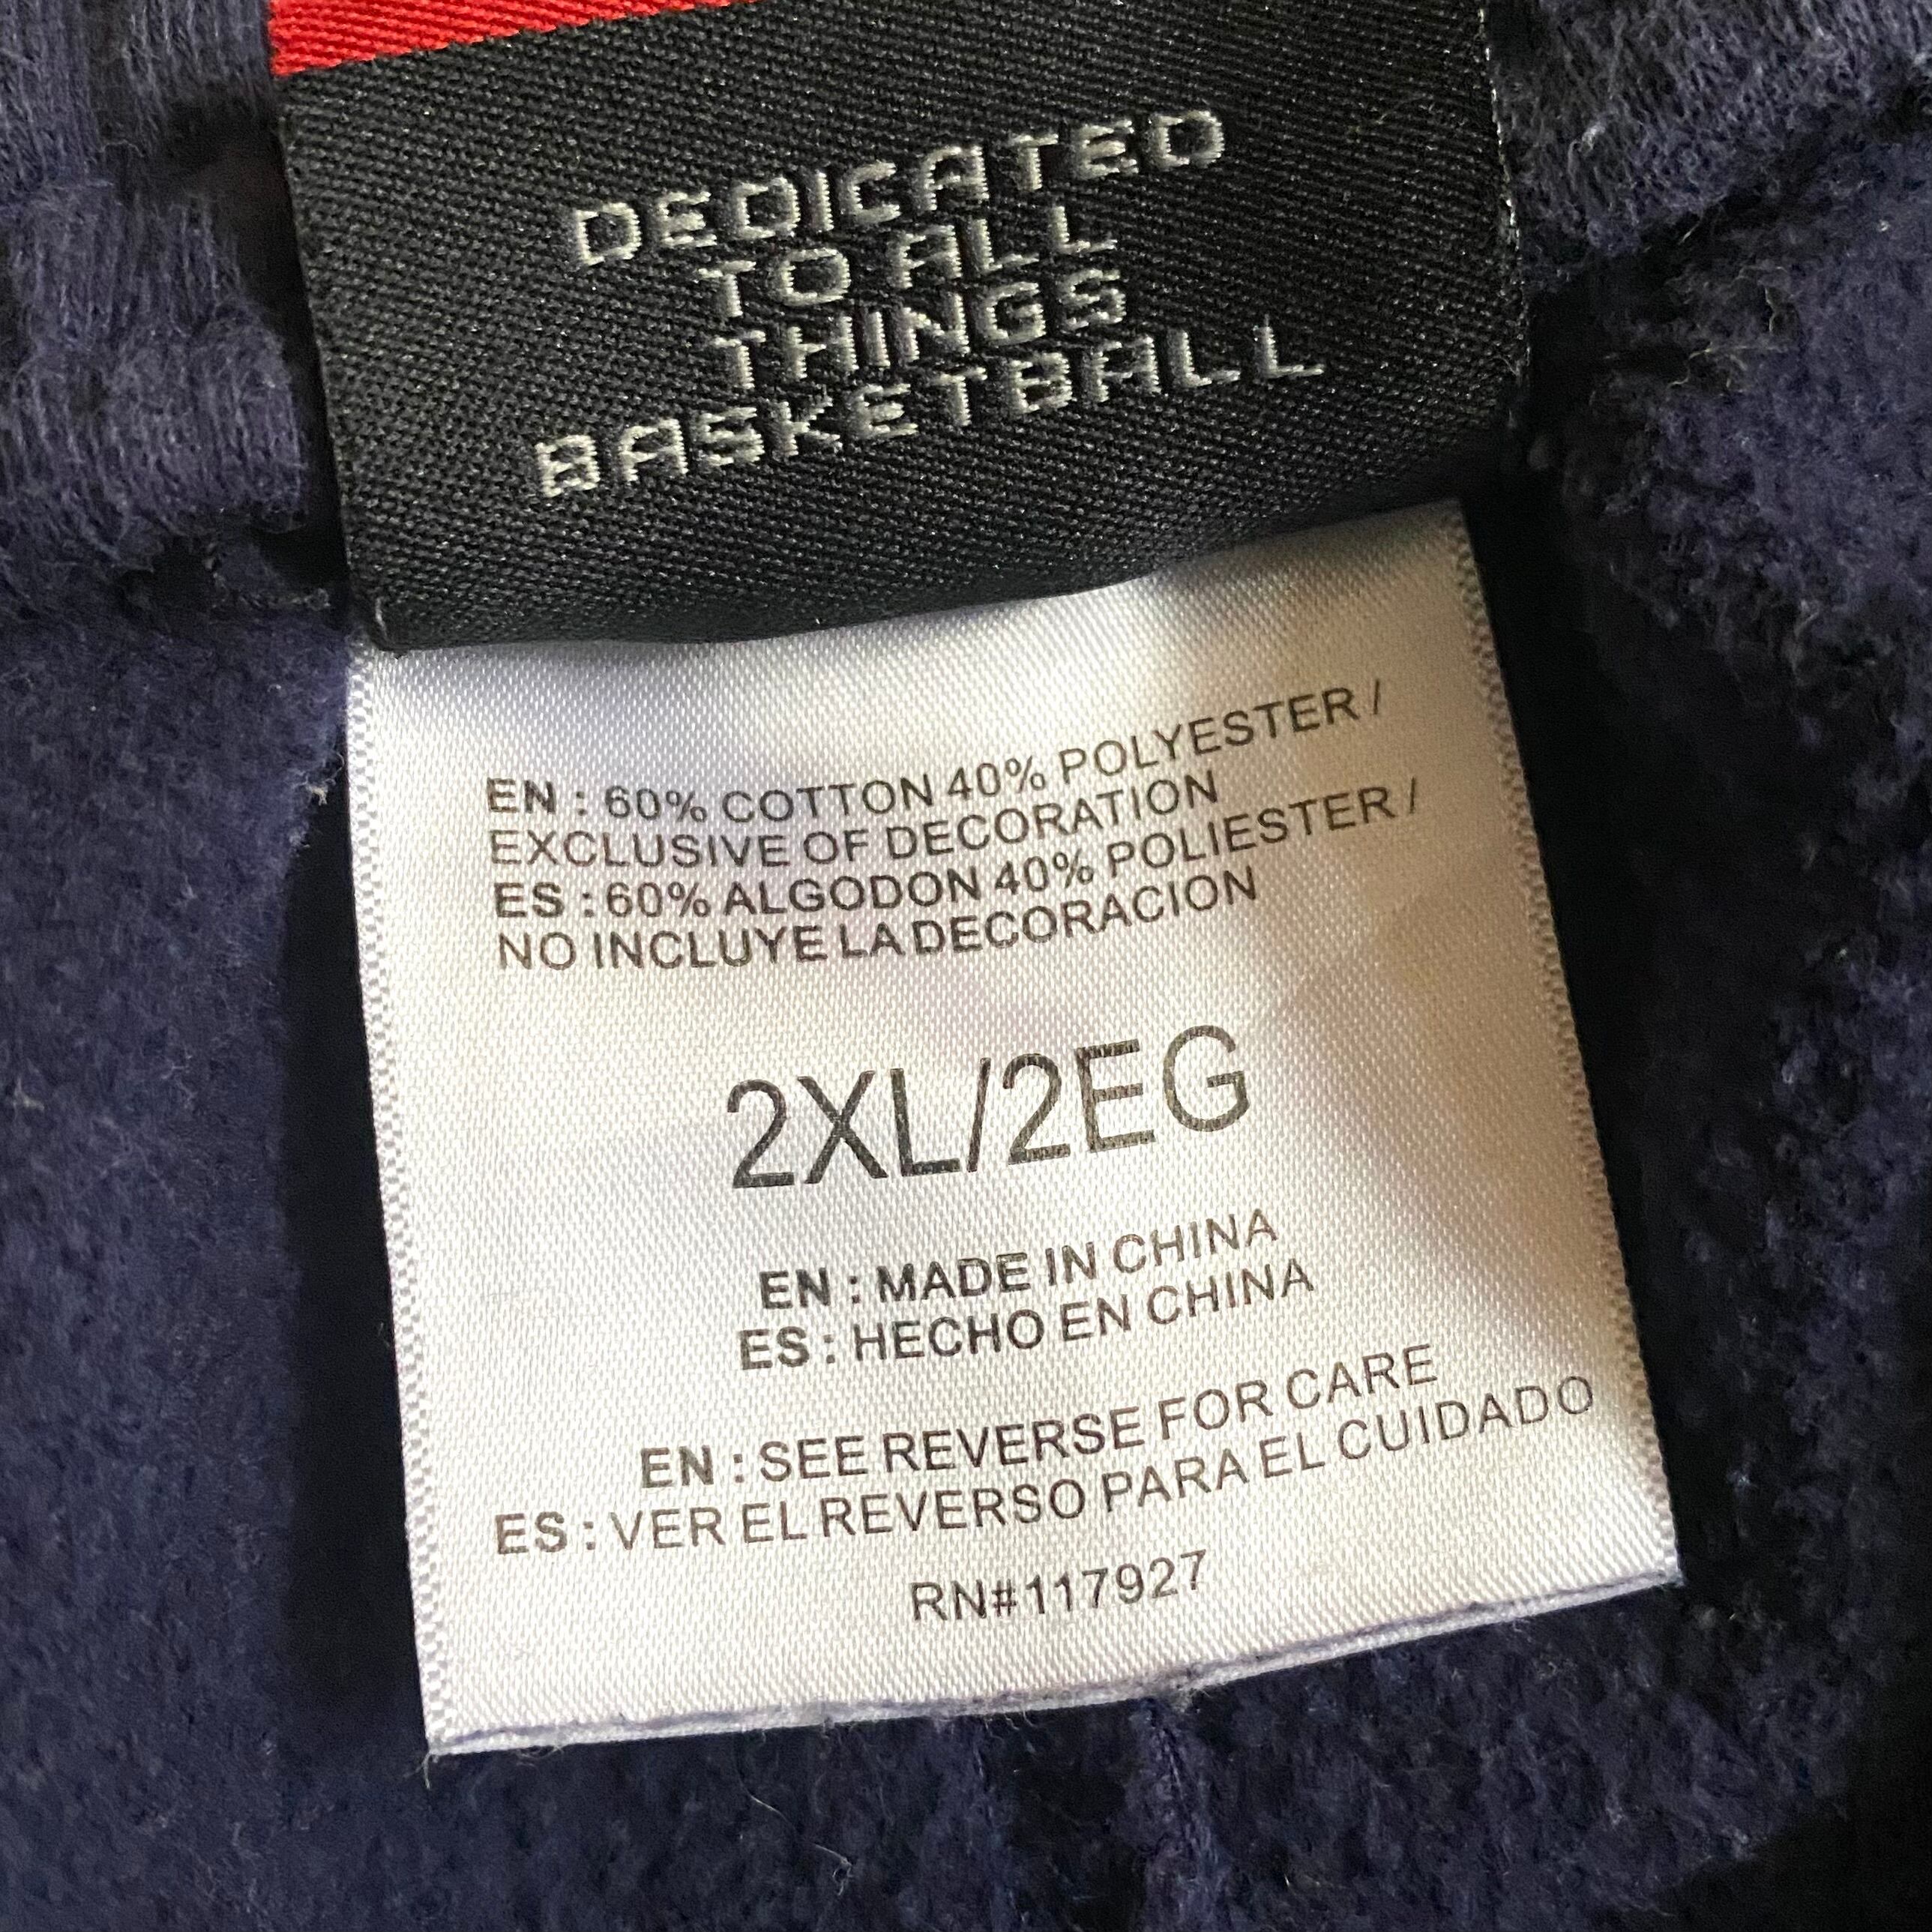 DEDICATED
TO ALL
THINGS
BASKETBALL
EN : 60% COTTON 40% POLYESTER /
EXCLUSIVE OF DECORATION
ES : 60% ALGODON 40% POLIESTER /
NO INCLUYE LA DECORACION
2XL/2EG
EN : MADE IN CHINA
ES : HECHO EN CHINA
EN : SEE REVERSE FOR CARE
ES : VER EL REVERSO PARA EL CUIDADO
RN#117927